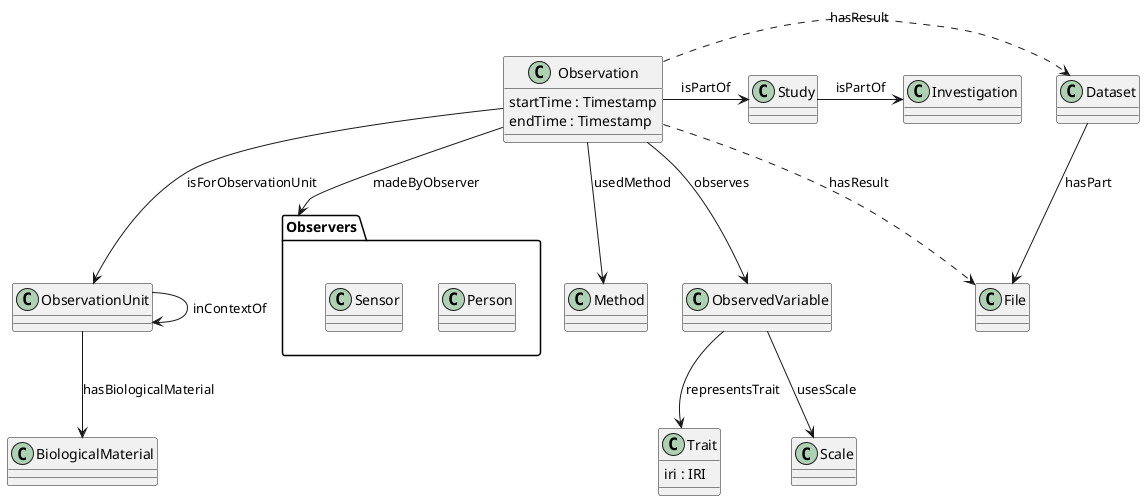 hasResult
C Observation
startTime : Timestamp
endTime : Timestamp
isPartOf
C Study
isPartOf
C Investigation
C Dataset
isForObservationUnit
madeByObserver
usedMethod
observes
hasResult
hasPart
Observers
C ObservationUnit
inContextOf
C Sensor
C Person
C Method
C ObservedVariable
C File
hasBiologicalMaterial
representsTrait
usesScale
C BiologicalMaterial
C Trait
iri : IRI
C Scale